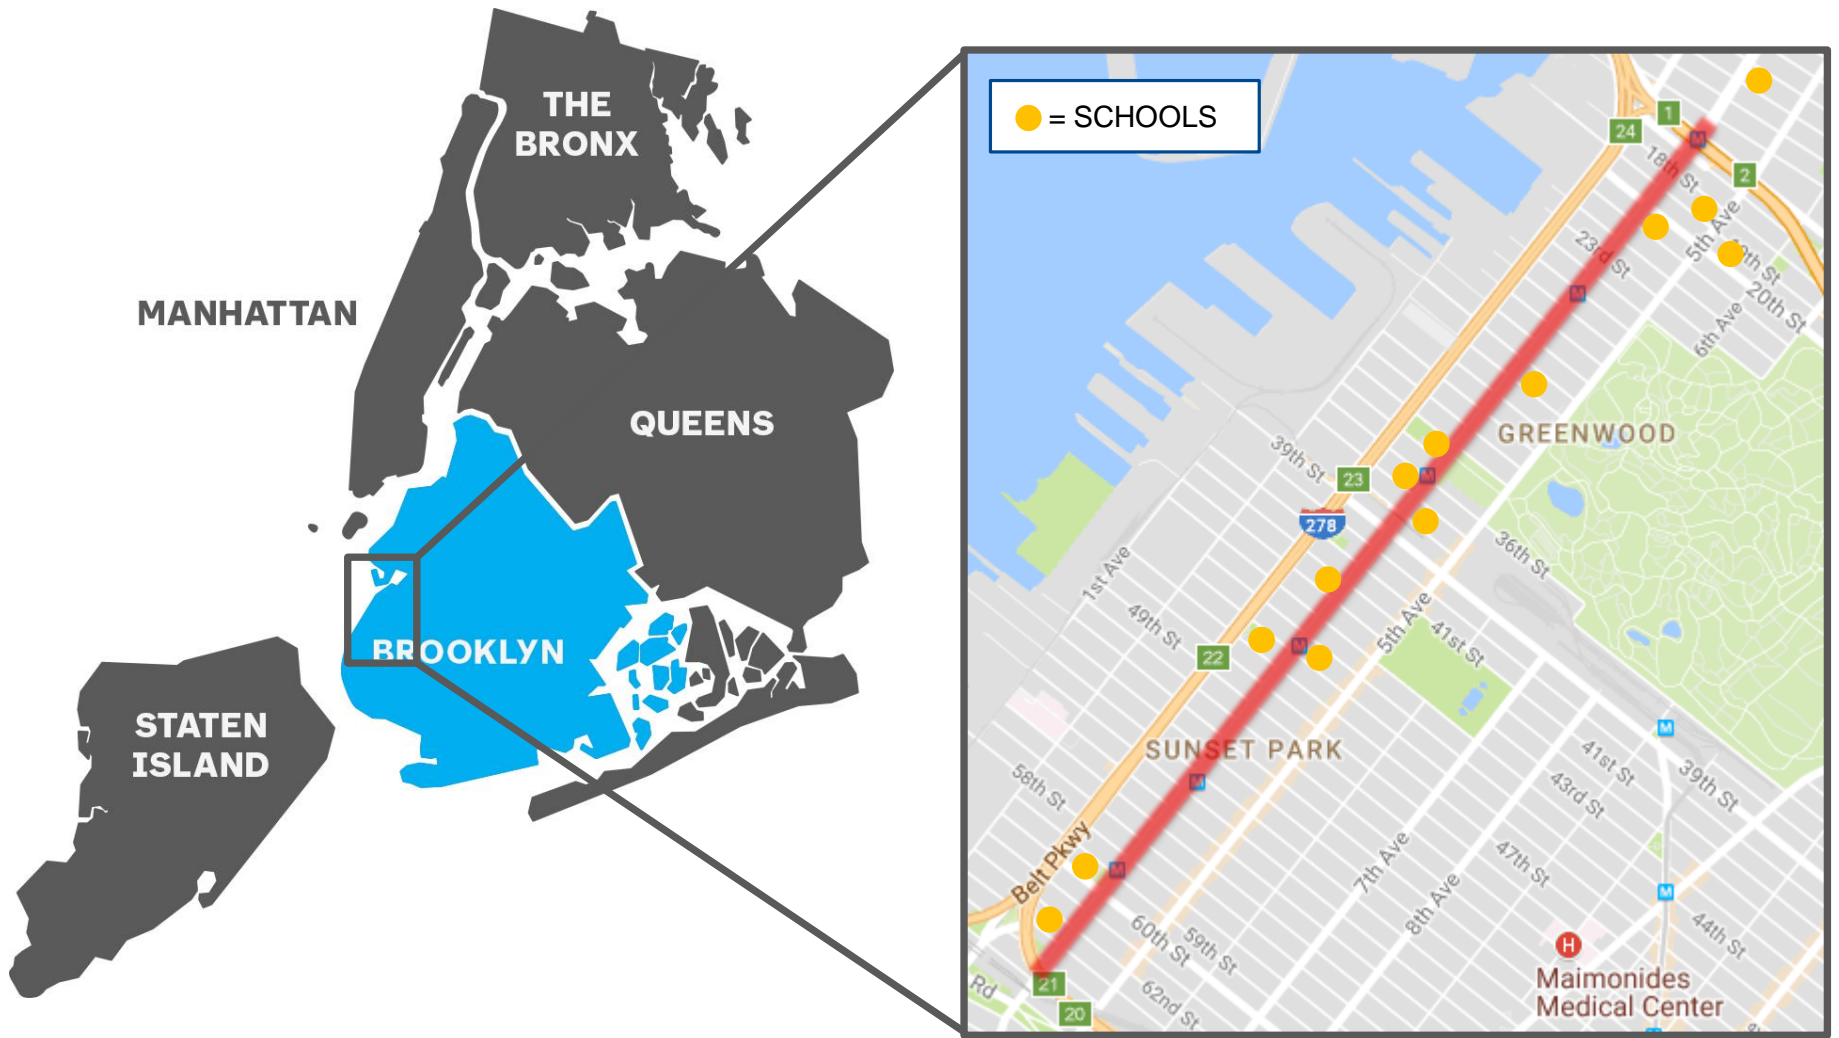 THE
BRONX
MANHATTAN
QUEENS
BROOKLYN
STATEN
ISLAND
= SCHOOLS
1
24
2
18th St
5th Ave
23rd St
20th St
6th Ave
GREENWOOD
39th St
23
278
36th St
1st Ave
49th St
5th Ave
41st St
22
SUNSET PARK
58th St
41st St
39th St
43rd St
Belt Pkwy
47th St
7th Ave
8th Ave
44th St
60th St
59th St
H
Maimonides
Medical Center
21
Rd
62nd St
20
M
M
M
M
M
M
M
M